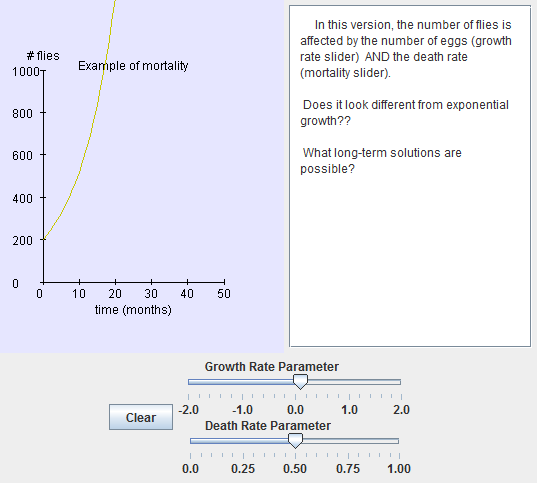 # flies
Example of mortality
1000
800
600
400
200
0
0 10 20 30 40 50
time (months)
In this version, the number of flies is
affected by the number of eggs (growth
rate slider) AND the death rate
(mortality slider).
Does it look different from exponential
growth??
What long-term solutions are
possible?
Growth Rate Parameter
-2.0 -1.0 0.0 1.0 2.0
Clear
Death Rate Parameter
0.0 0.25 0.50 0.75 1.00